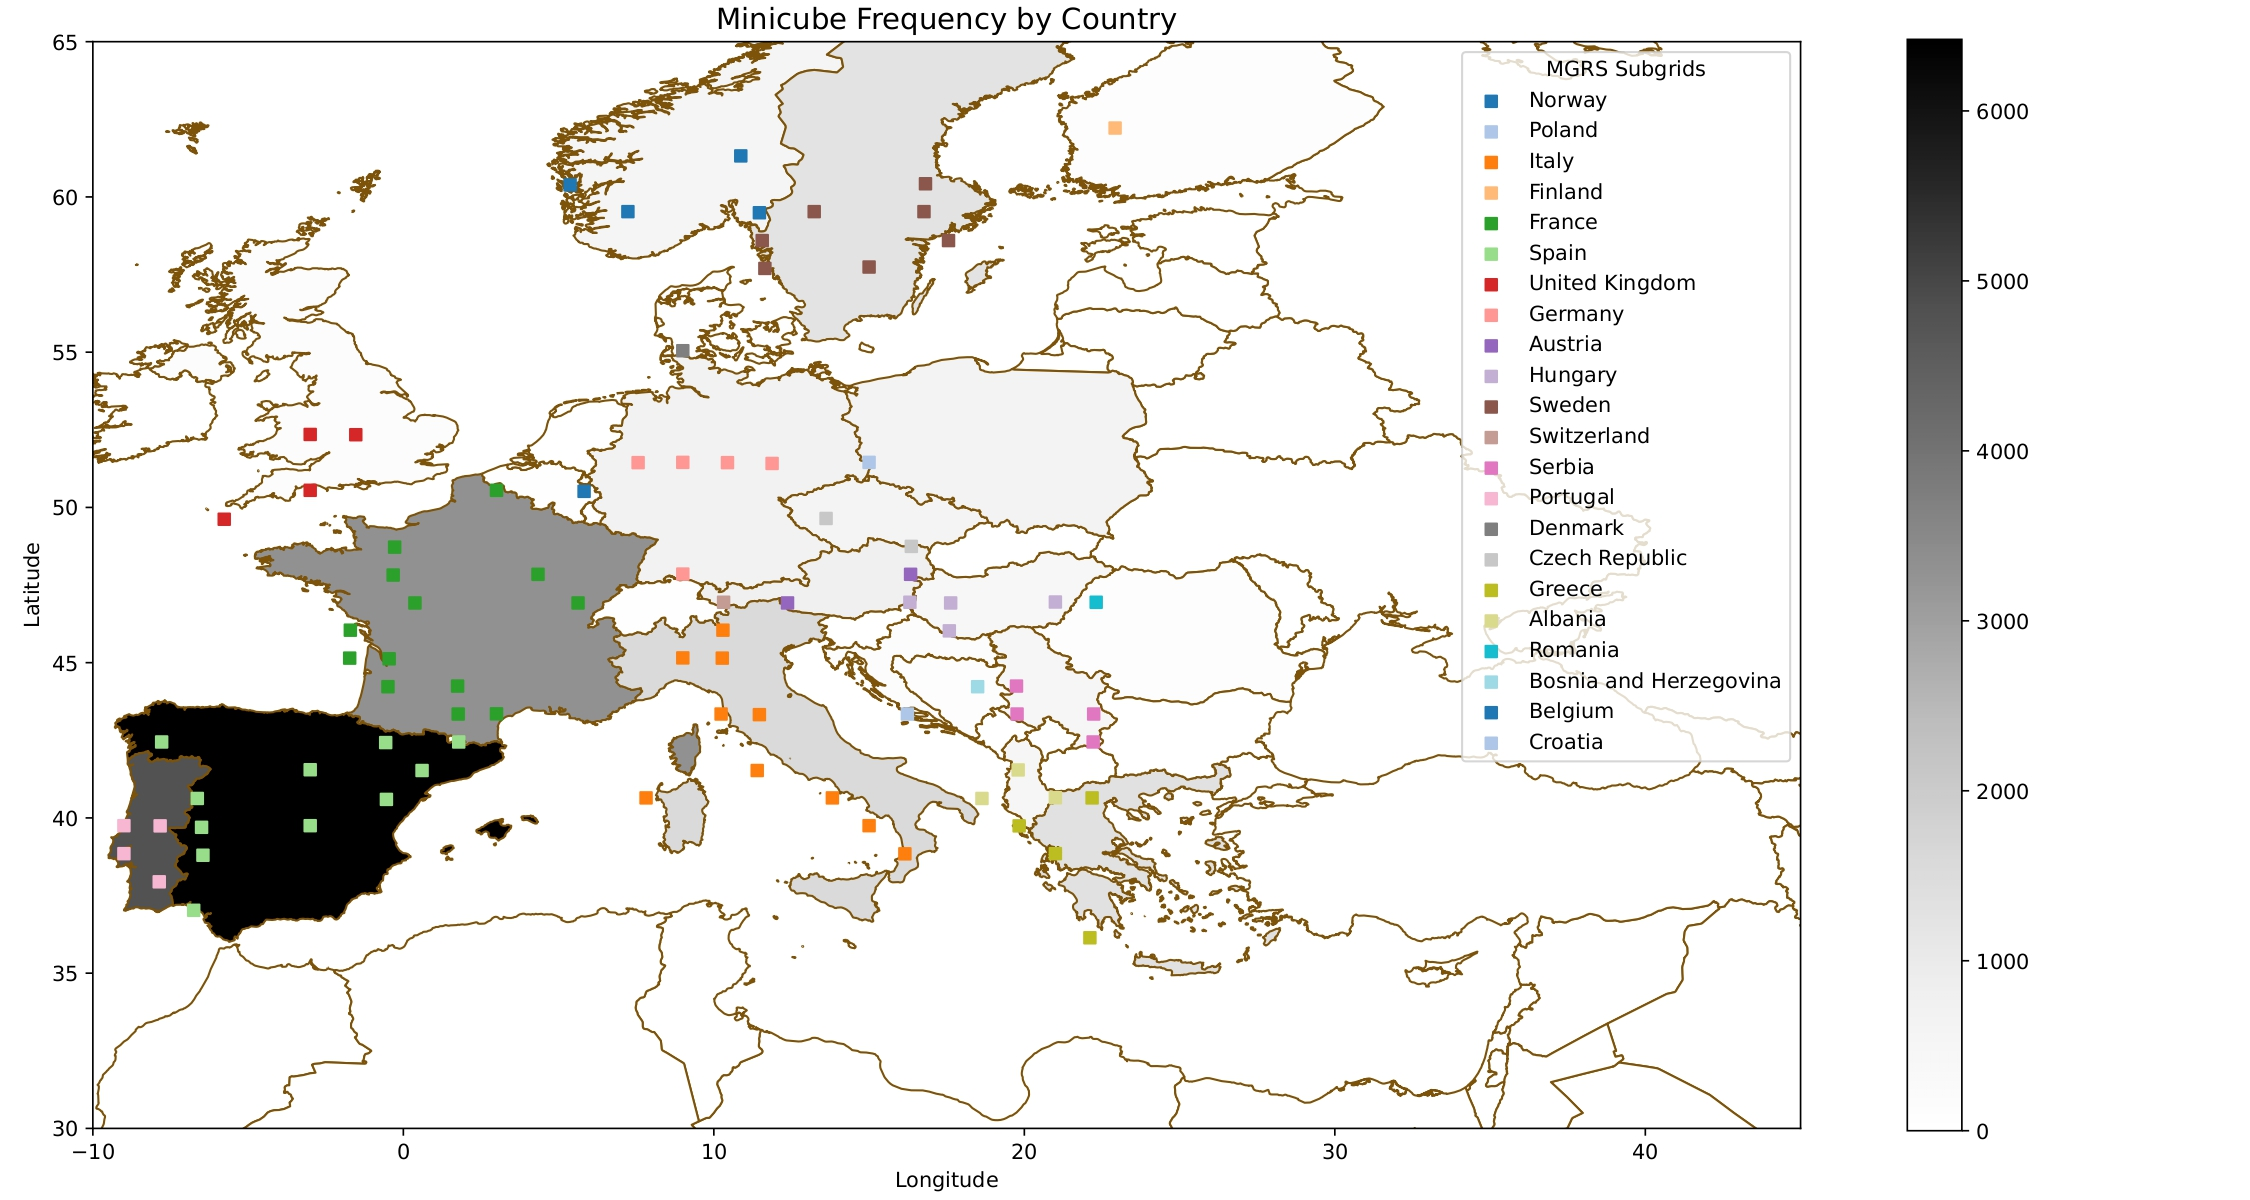 Minicube Frequency by Country
65
60
55
50
45
40
35
30
Latitude
−10
0
10
20
30
40
Longitude
MGRS Subgrids
Norway
Poland
Italy
Finland
France
Spain
United Kingdom
Germany
Austria
Hungary
Sweden
Switzerland
Serbia
Portugal
Denmark
Czech Republic
Greece
Albania
Romania
Bosnia and Herzegovina
Belgium
Croatia
6000
5000
4000
3000
2000
1000
0